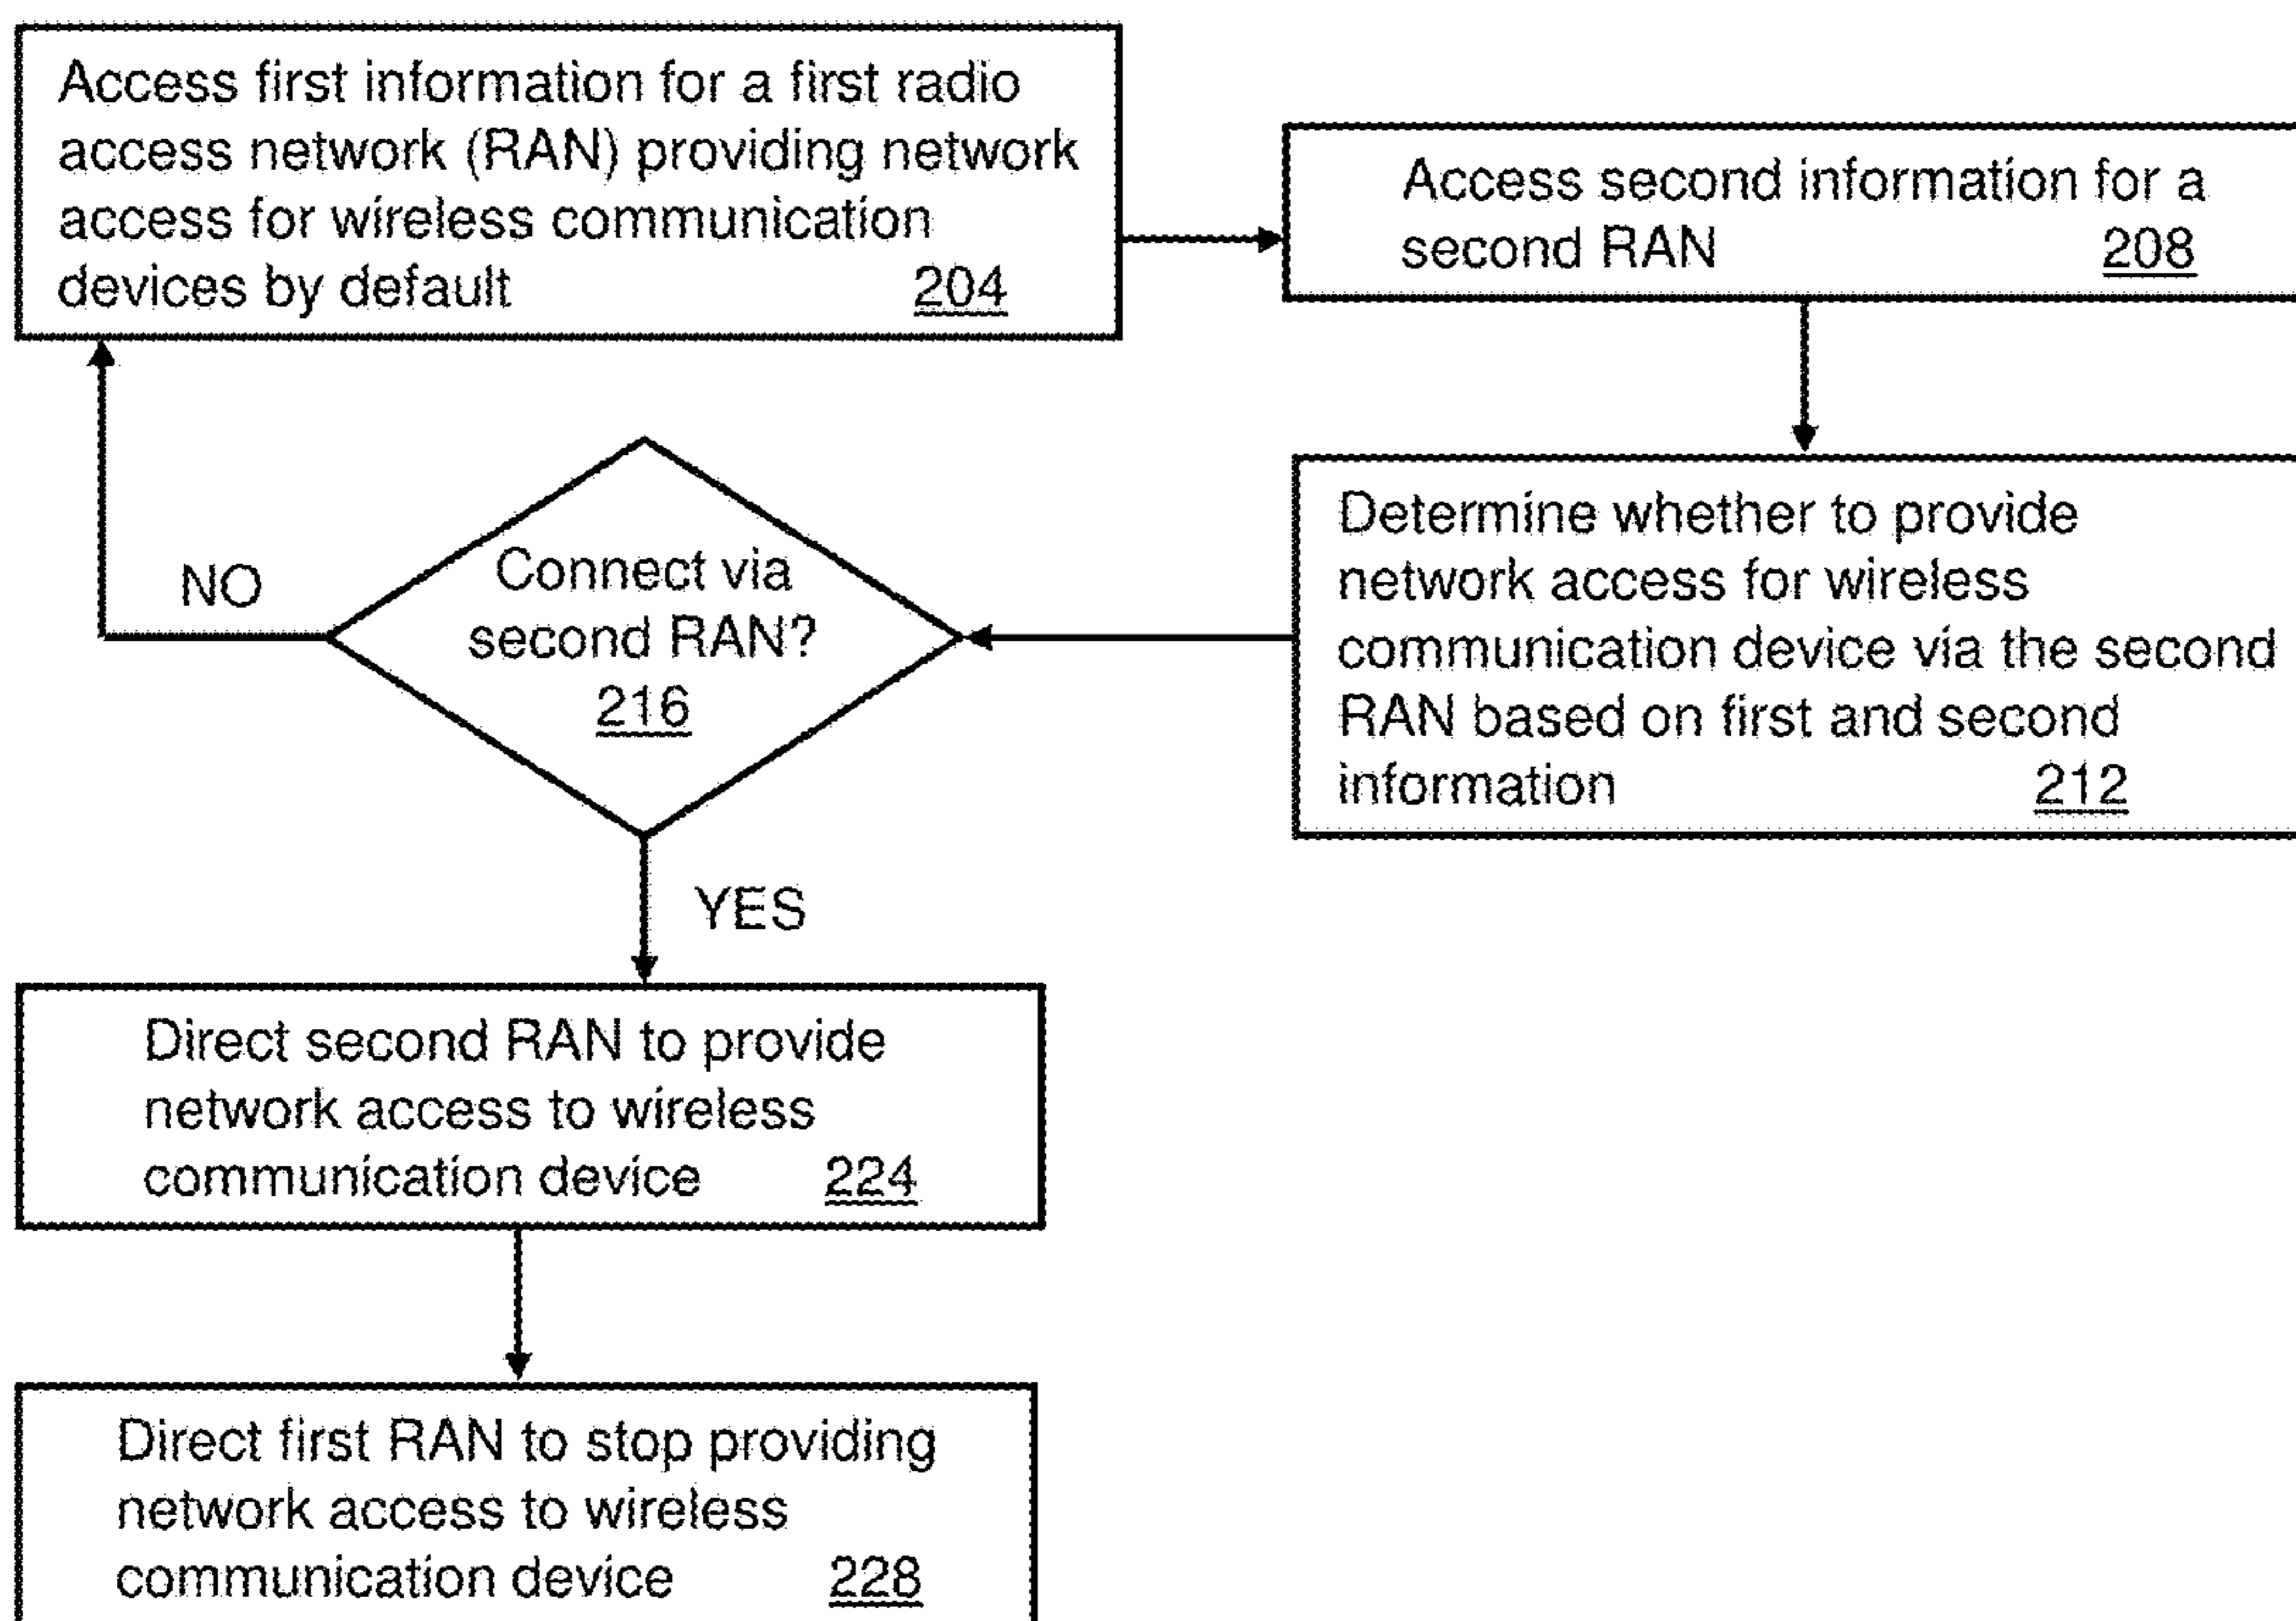 Access first information for a first radio
access network (RAN) providing network
access for wireless communication
devices by default 204
Access second information for a
second RAN 208
Determine whether to provide
network access for wireless
communication device via the second
RAN based on first and second
information 212
Connect via
second RAN?
216
NO
YES
Direct second RAN to provide
network access to wireless
communication device 224
Direct first RAN to stop providing
network access to wireless
communication device 228